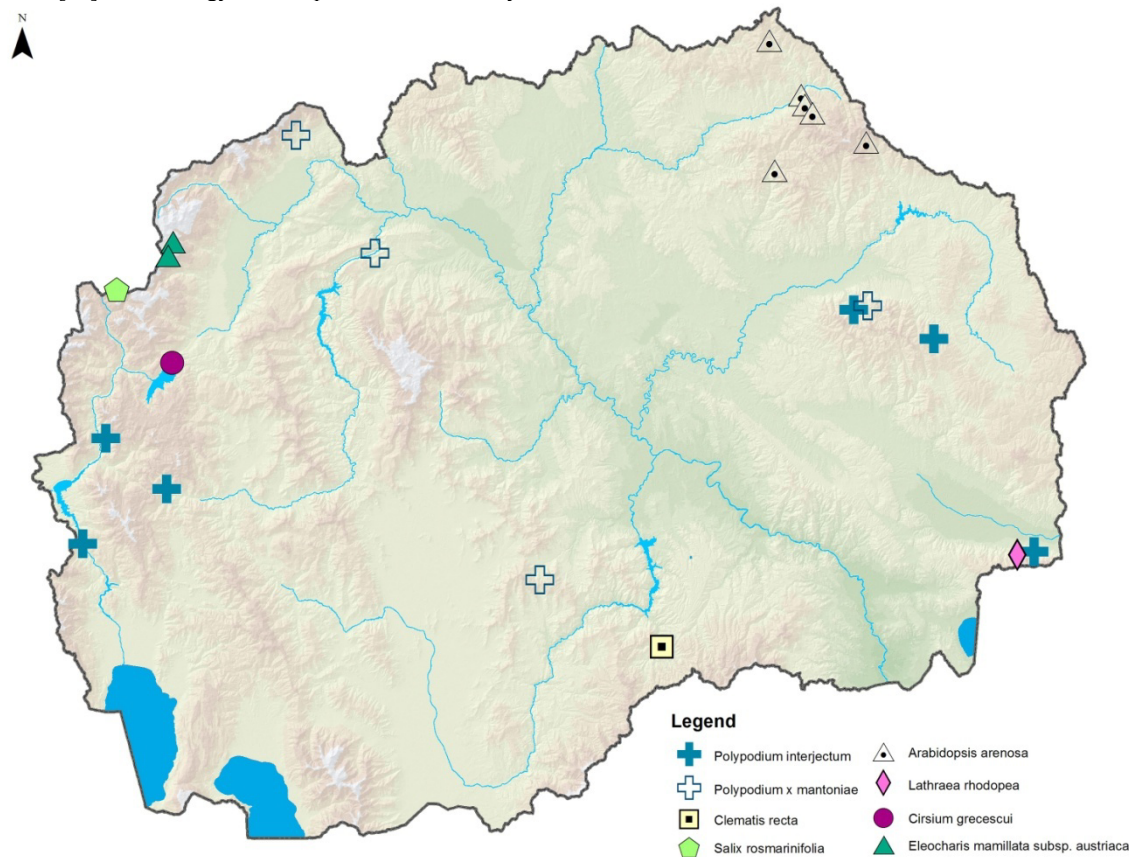 N
Legend
Polypodium interjectum
Polypodium x mantoniae
Clematis recta
Salix rosmarinifolia
Arabidopsis arenosa
Lathraea rhodopea
Cirsium grecescui
Eleocharis mamillata subsp. austriaca